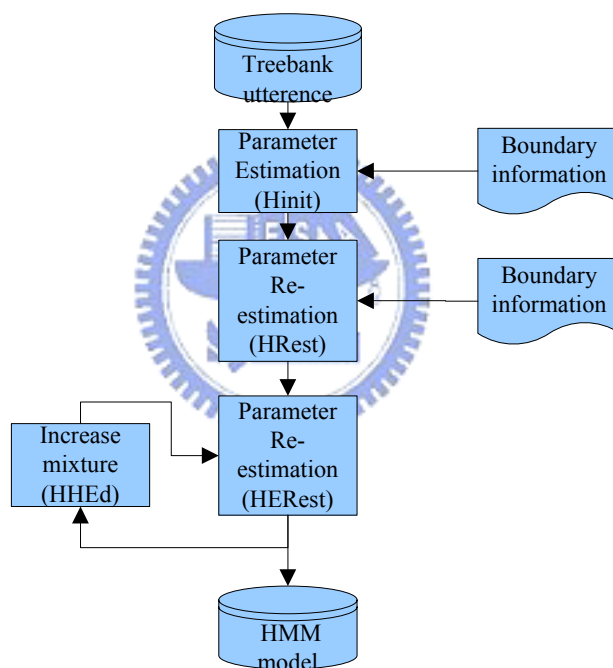 Treebank
utterence
Parameter
Estimation
(Hinit)
Boundary
information
Parameter
Re-
estimation
(HRest)
Boundary
information
Parameter
Re-
estimation
(HERest)
Increase
mixture
(HHEd)
HMM
model